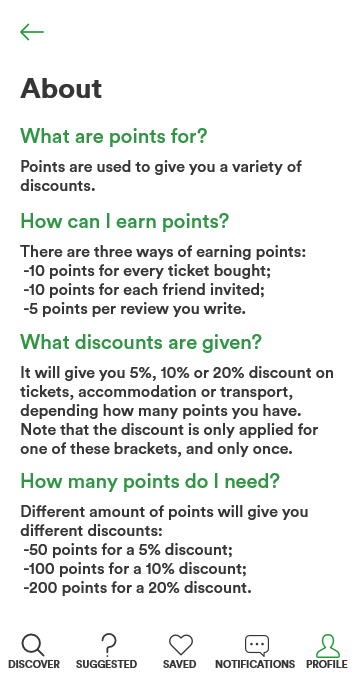 About
What are points for?
Points are used to give you a variety of
discounts.
How can I earn points?
There are three ways of earning points:
-10 points for every ticket bought;
-10 points for each friend invited;
-5 points per review you write.
What discounts are given?
It will give you 5%, 10% or 20% discount on
tickets, accommodation or transport,
depending how many points you have.
Note that the discount is only applied for
one of these brackets, and only once.
How many points do I need?
Different amount of points will give you
different discounts:
-50 points for a 5% discount;
-100 points for a 10% discount;
-200 points for a 20% discount.
DISCOVER SUGGESTED SAVED NOTIFICATIONS PROFILE